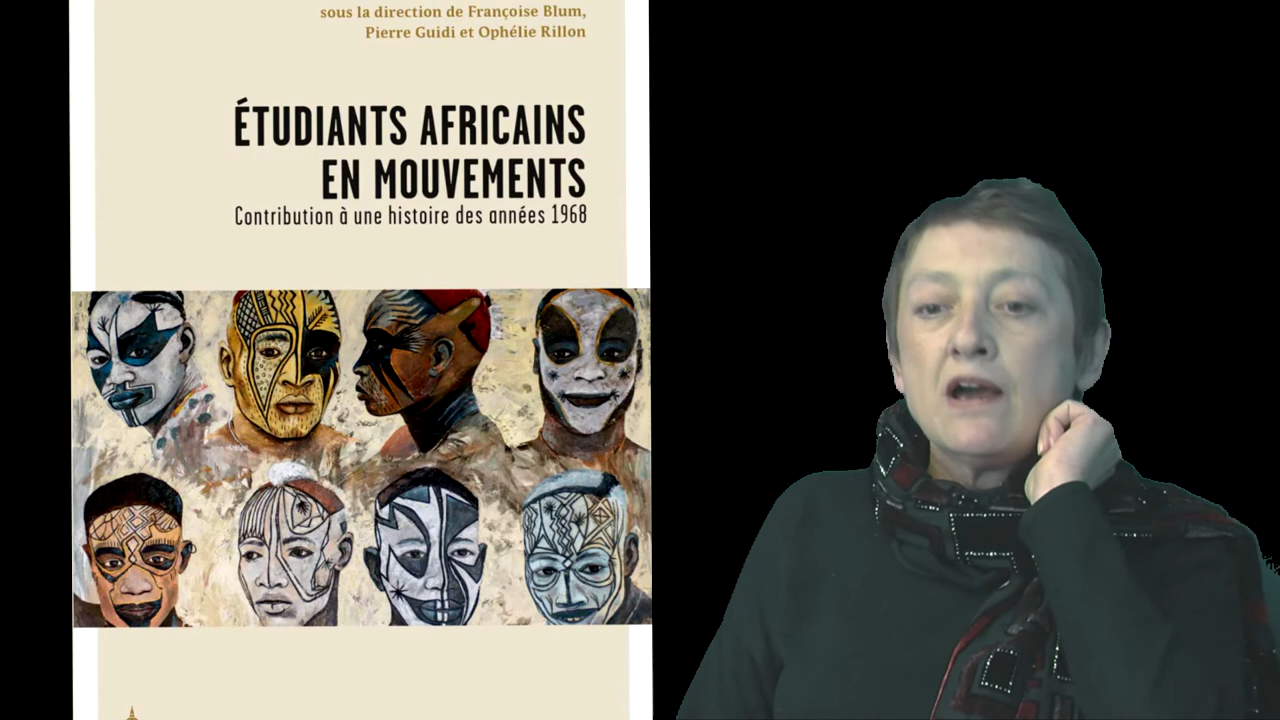 sous la direction de Françoise Blum,
Pierre Guidi et Ophélie Rillon
ÉTUDIANTS AFRICAINS
EN MOUVEMENTS
Contribution à une histoire des années 1968